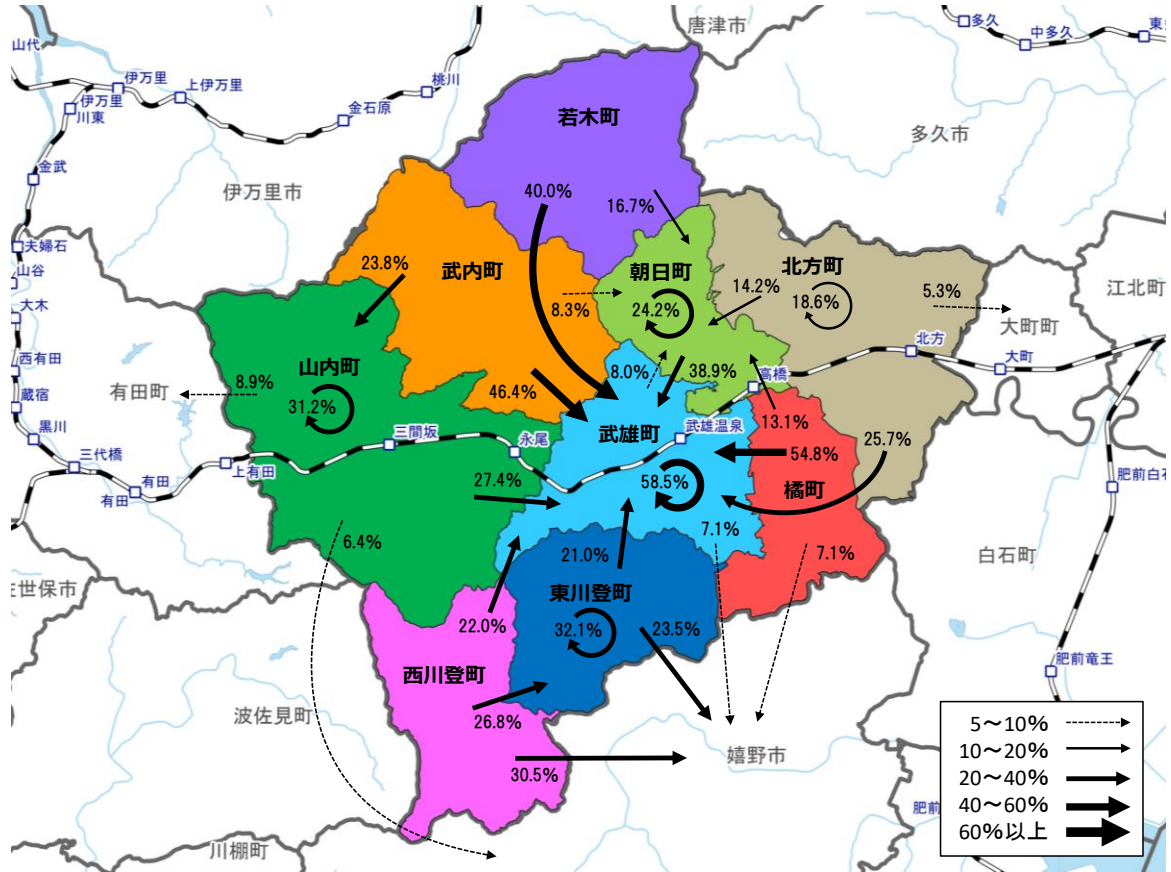 唐津市
多久
中多久
東多
山代
伊万里
上伊万里
桃川
伊万里
川東
金石原
若木町
多久市
金武
伊万里市
40.0%
16.7%
夫婦石
山谷
23.8%
武内町
朝日町
北方町
江北町
大木
8.3%
24.2%
14.2%
18.6%
5.3%
大町町
北方
西有田
有田町
8.9%
山内町
8.0%
38.9%
高橋
大町
蔵宿
31.2%
46.4%
黒川
三間坂
永尾
武雄町
武雄温泉
13.1%
25.7%
三代橋
上有田
54.8%
有田
有田
27.4%
58.5%
橘町
肥前白石
6.4%
7.1%
7.1%
白石町
21.0%
佐世保市
東川登町
22.0%
32.1%
23.5%
西川登町
肥前竜王
波佐見町
26.8%
嬉野市
30.5%
川棚町
肥前
5～10%
10～20%
20～40%
40～60%
60%以上